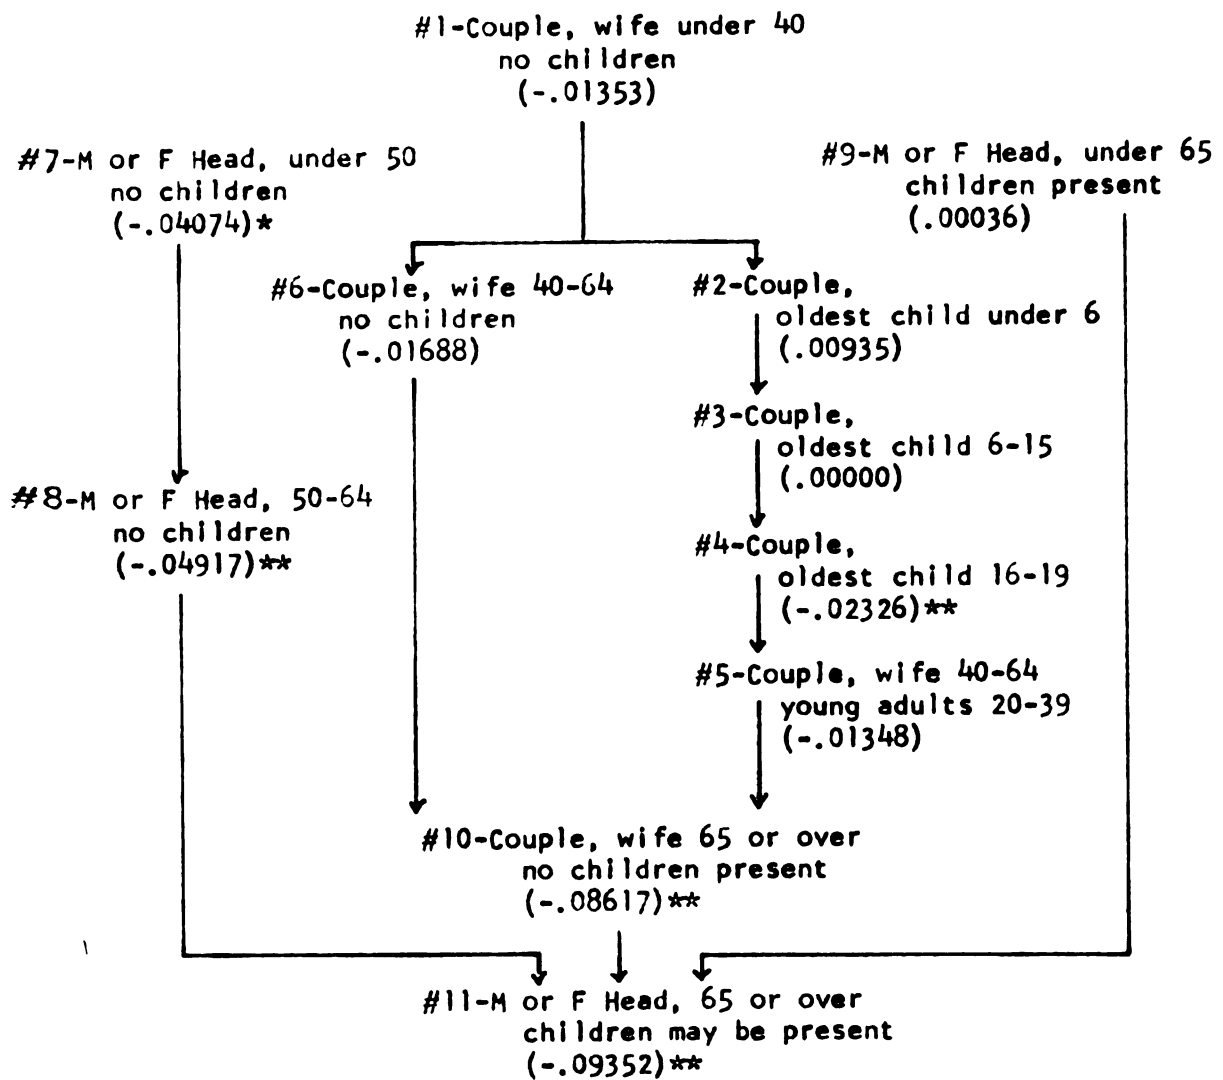 #1-Couple, wife under 40
no children
(-.01353)
#7-M or F Head, under 50
no children
(-.04074)*
#9-M or F Head, under 65
children present
(.00036)
#6-Couple, wife 40-64
no children
(-.01688)
#2-Couple,
oldest child under 6
(.00935)
#3-Couple,
oldest child 6-15
(.00000)
#8-M or F Head, 50-64
no children
(-.04917)**
#4-Couple,
oldest child 16-19
(-.02326)**
#5-Couple, wife 40-64
young adults 20-39
(-.01348)
#10-Couple, wife 65 or over
no children present
(-.08617)**
#11-M or F Head, 65 or over
children may be present
(-.09352)**